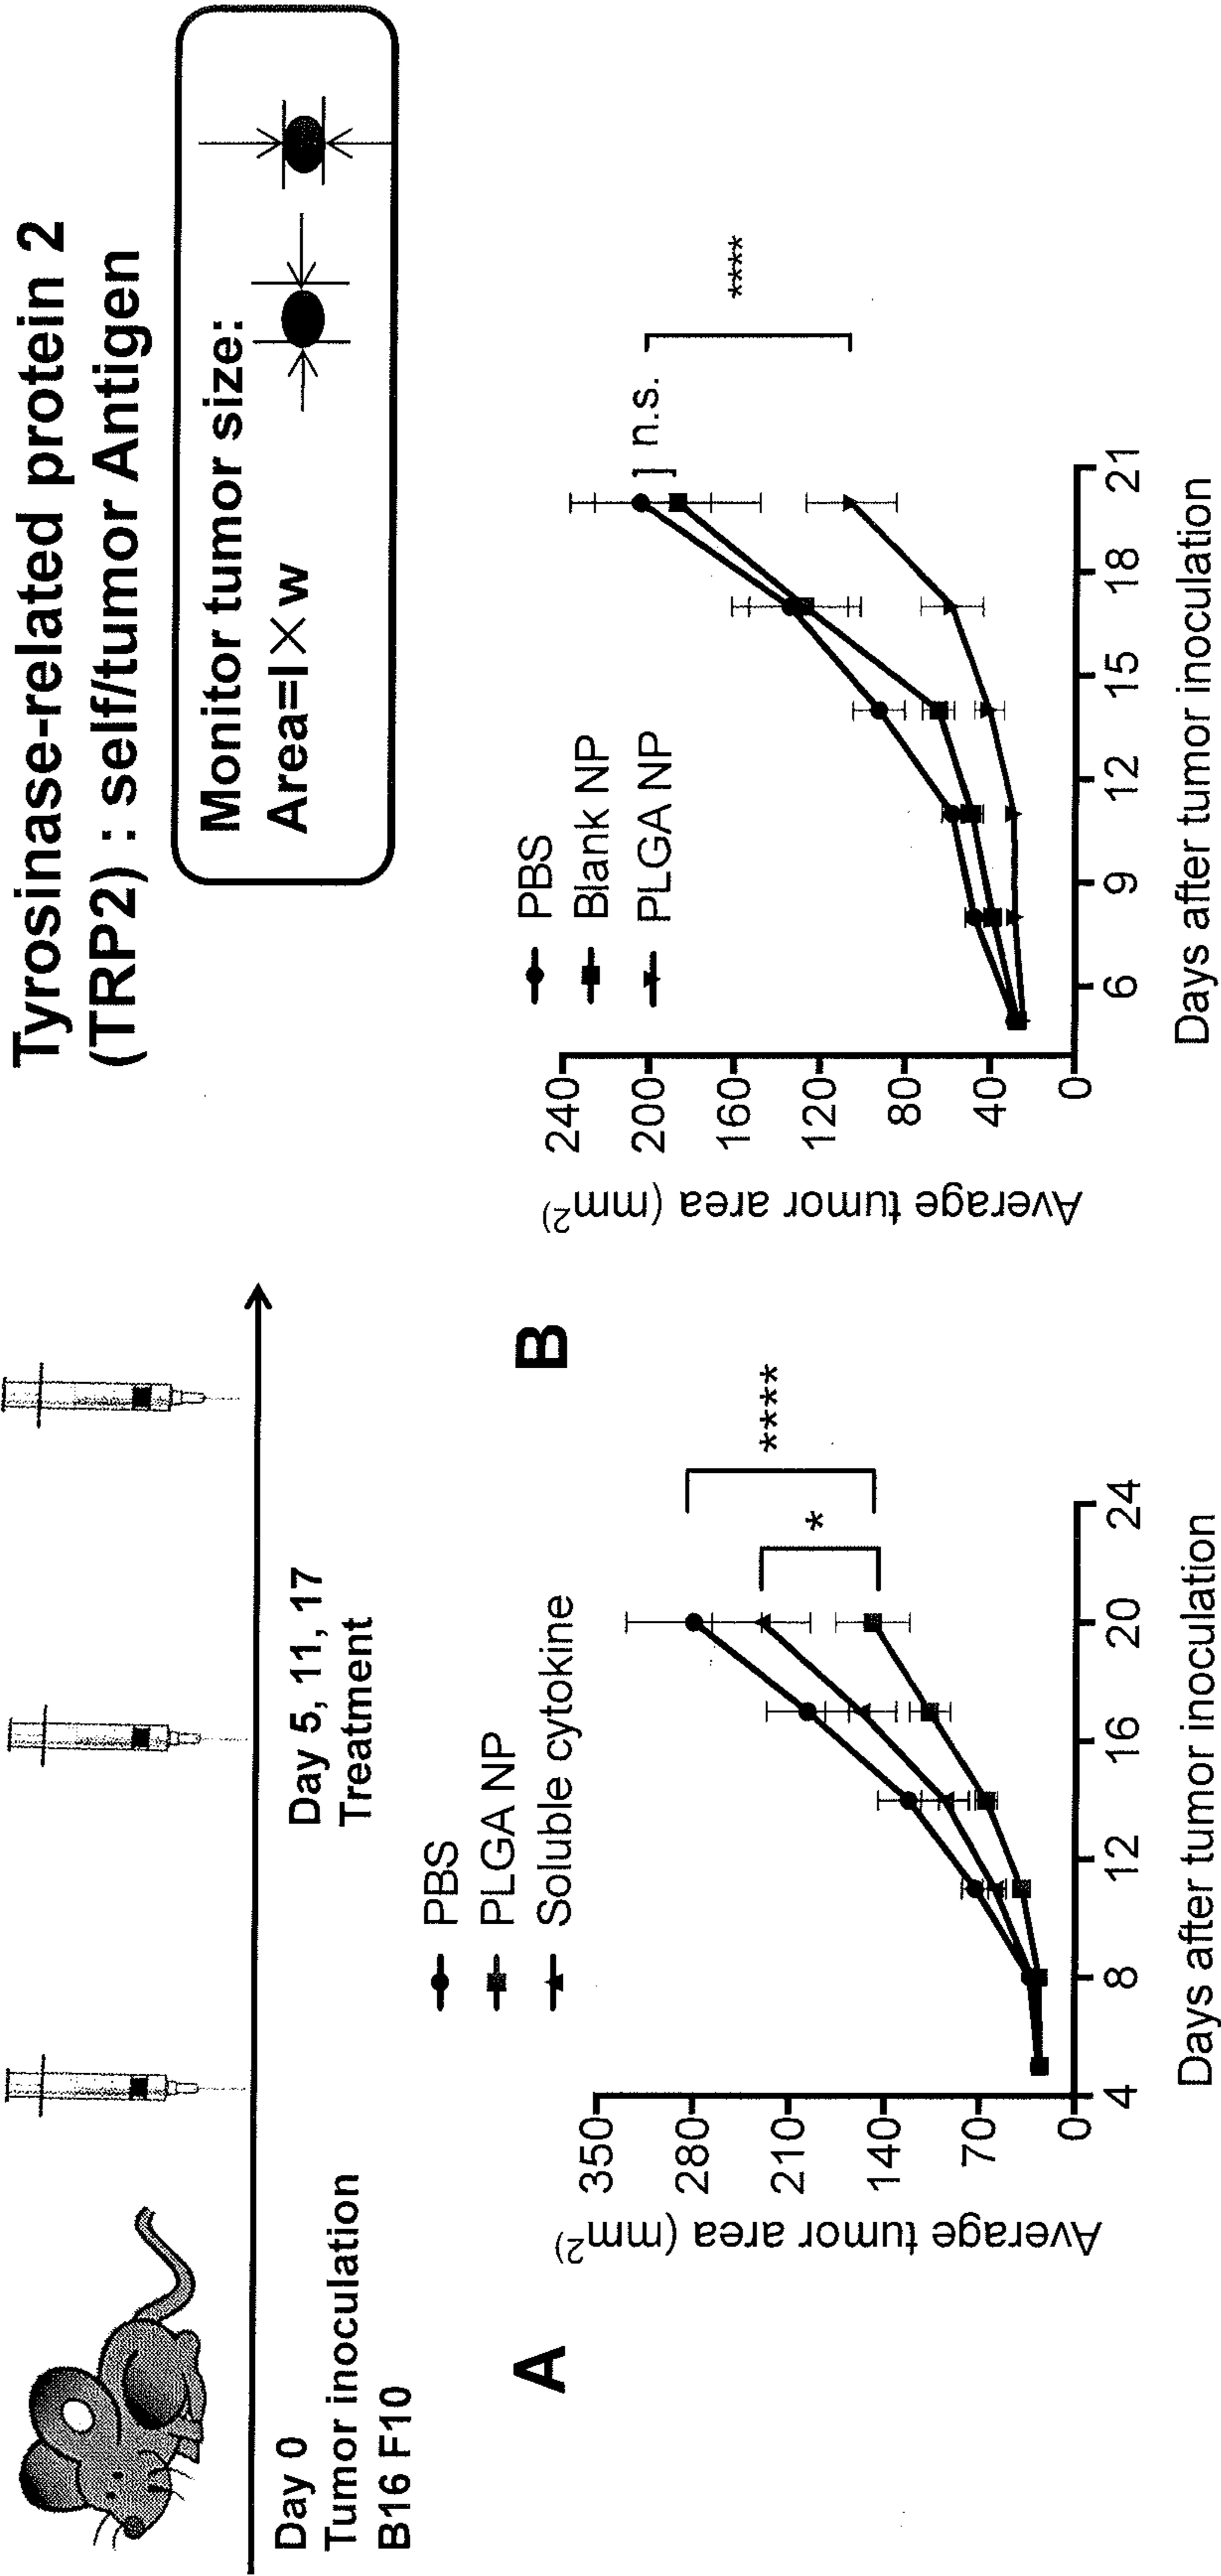 Tyrosinase-related protein 2
(TRP2) : self/tumor Antigen
Day 0
Tumor inoculation
B16 F10
Day 5, 11, 17
Treatment
Monitor tumor size:
Area=l×w
A
PBS
PLGA NP
Soluble cytokine
Average tumor area (mm²)
350
280
210
140
70
0
4
8
12
16
20
24
Days after tumor inoculation
*
****
B
PBS
Blank NP
PLGA NP
Average tumor area (mm²)
240
200
160
120
80
40
0
6
9
12
15
18
21
Days after tumor inoculation
] n.s.
****